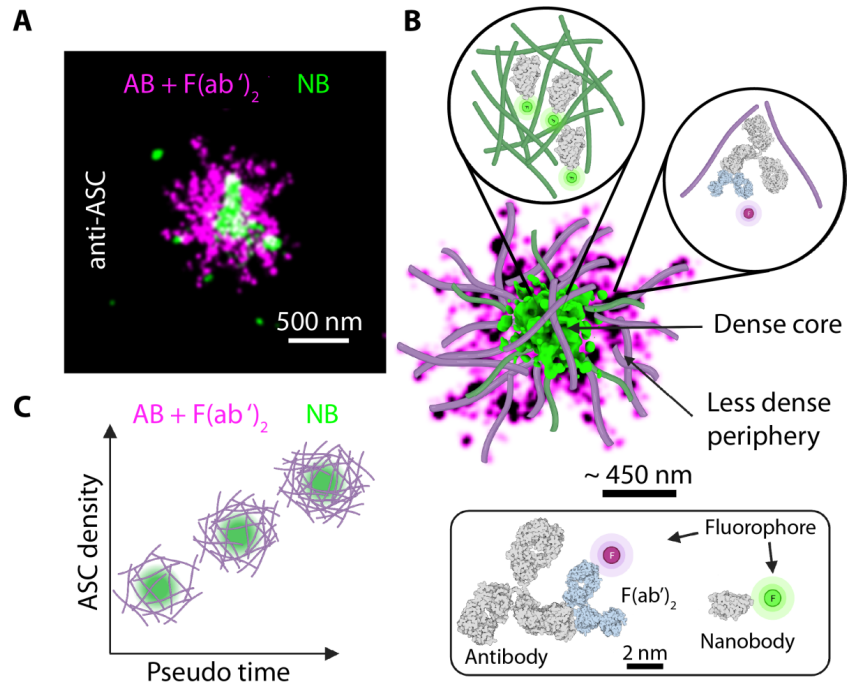 A
AB + F(ab′)₂ NB
anti-ASC
500 nm
B
F
F
F
F
Dense core
Less dense
periphery
~ 450 nm
C
AB + F(ab′)₂ NB
ASC density
Pseudo time
Fluorophore
F
F
F(ab′)₂
Antibody
2 nm
Nanobody